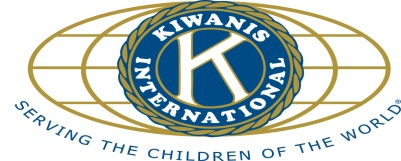 KIWANIS
K
INTERNATIONAL
SERVING THE CHILDREN OF THE WORLD®